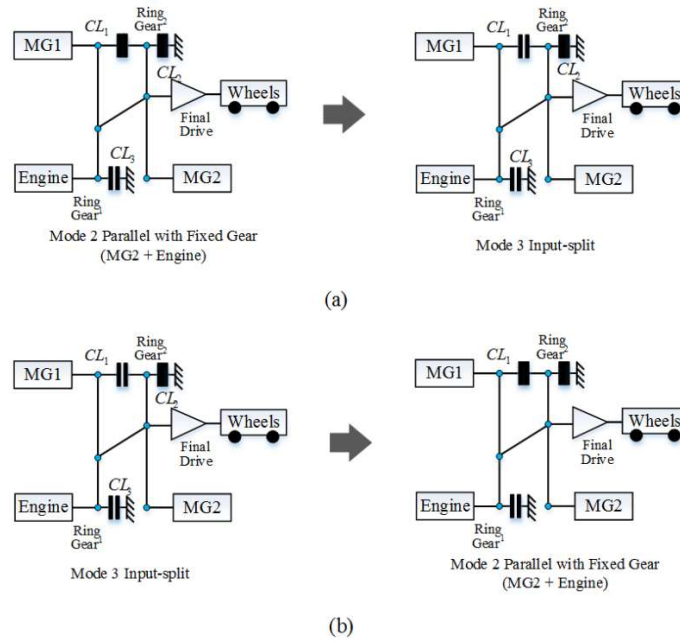 CL1
Ring
Gear2
MG1
CL2
Wheels
Final
Drive
Engine
CL3
MG2
Ring
Gear1
Mode 2 Parallel with Fixed Gear
(MG2 + Engine)
CL1
Ring
Gear2
MG1
CL2
Wheels
Final
Drive
Engine
CL3
MG2
Ring
Gear1
Mode 3 Input-split
(a)
CL1
Ring
Gear2
MG1
CL2
Wheels
Final
Drive
Engine
CL3
MG2
Ring
Gear1
Mode 3 Input-split
CL1
Ring
Gear2
MG1
Wheels
Final
Drive
Engine
MG2
Ring
Gear1
Mode 2 Parallel with Fixed Gear
(MG2 + Engine)
(b)